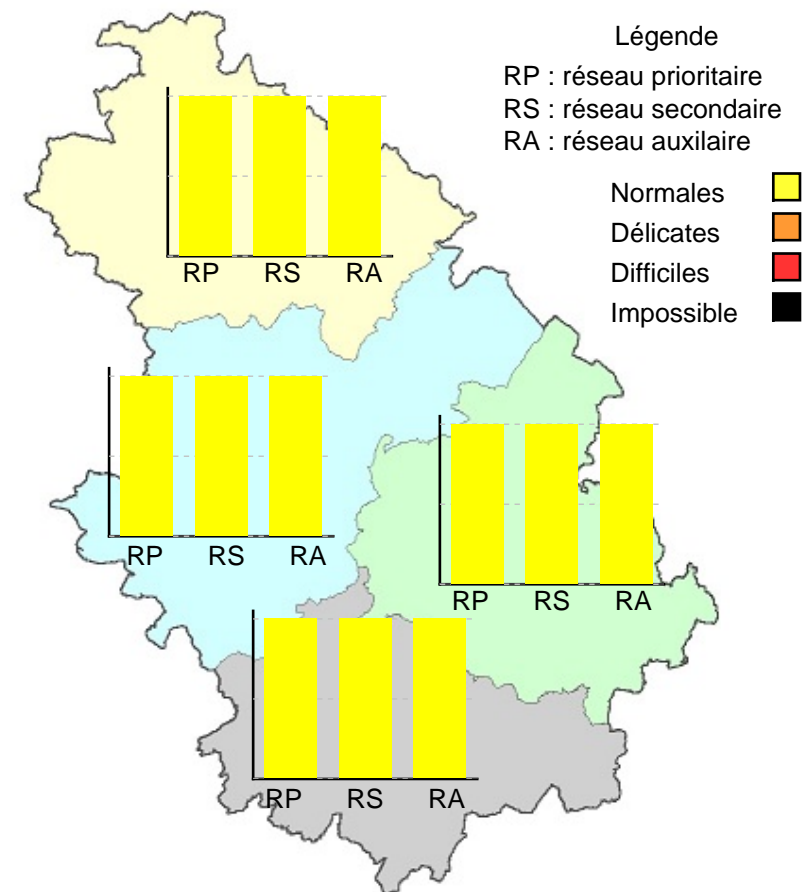 Légende
RP : réseau prioritaire
RS : réseau secondaire
RA : réseau auxilaire
Normales
Délicates
Difficiles
Impossible
RP RS RA
RP RS RA
RP RS RA
RP RS RA